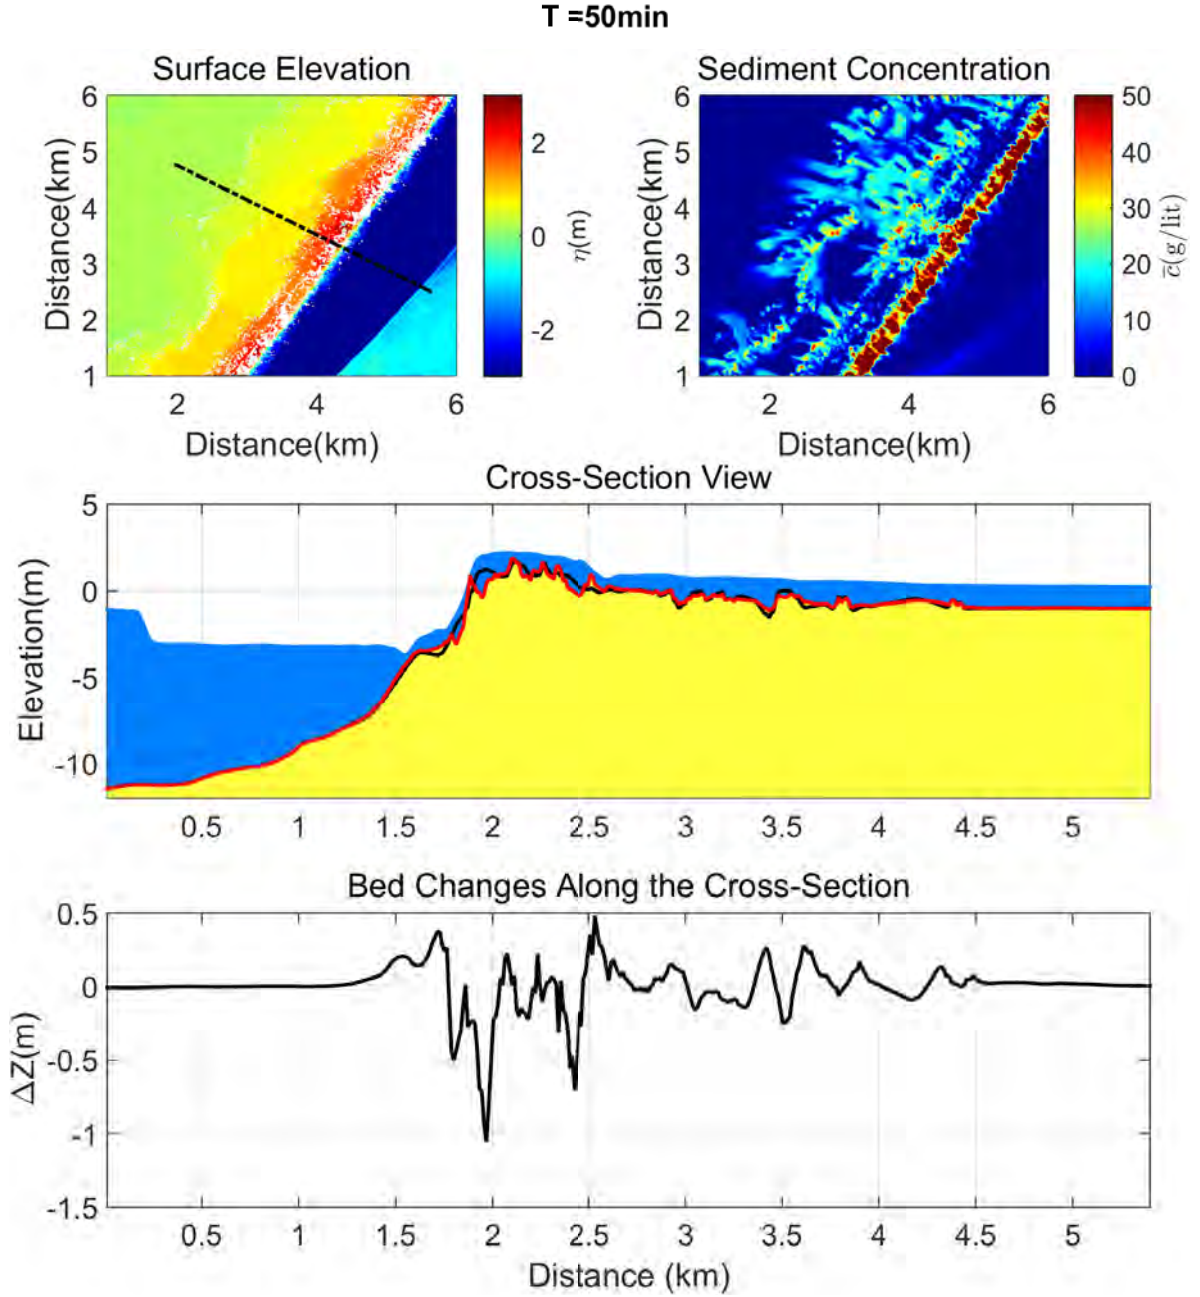 T =50min
Surface Elevation
Sediment Concentration
6
5
4
3
2
1
Distance(km)
2 4 6
Distance(km)
2
0
-2
η(m)
6
5
4
3
2
1
Distance(km)
2 4 6
Distance(km)
50
40
30
20
10
0
c̄(g/lit)
Cross-Section View
5
0
-5
-10
Elevation(m)
0.5 1 1.5 2 2.5 3 3.5 4 4.5 5
Bed Changes Along the Cross-Section
0.5
0
-0.5
-1
-1.5
ΔZ(m)
0.5 1 1.5 2 2.5 3 3.5 4 4.5 5
Distance (km)